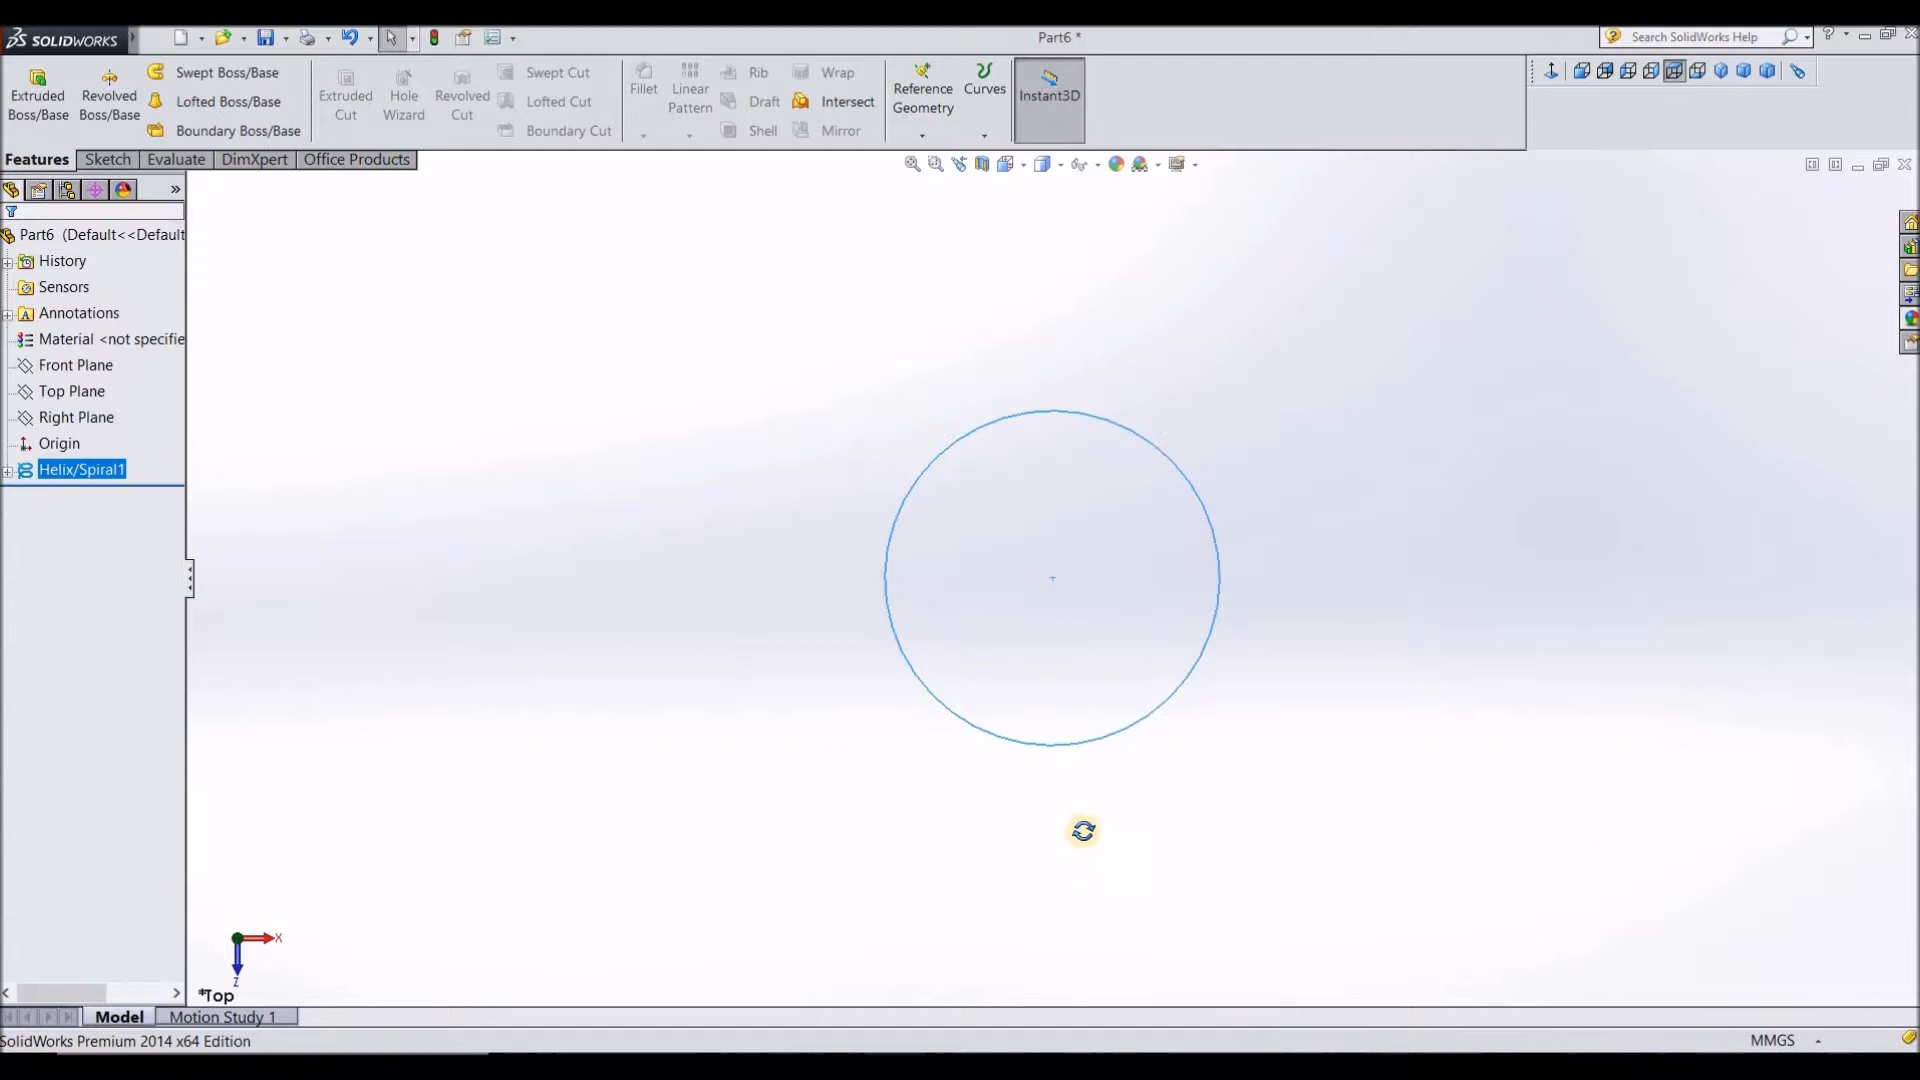 SOLIDWORKS
Part6 *
Search SolidWorks Help
Extruded Boss/Base
Revolved Boss/Base
Swept Boss/Base
Lofted Boss/Base
Boundary Boss/Base
Extruded Cut
Hole Wizard
Revolved Cut
Swept Cut
Lofted Cut
Boundary Cut
Fillet
Linear Pattern
Rib
Draft
Shell
Wrap
Intersect
Mirror
Reference Geometry
Curves
Instant3D
Features
Sketch
Evaluate
DimXpert
Office Products
Part6 (Default<<Default
History
Sensors
Annotations
Material <not specifie
Front Plane
Top Plane
Right Plane
Origin
Helix/Spiral1
X
Z
*Top
Model
Motion Study 1
SolidWorks Premium 2014 x64 Edition
MMGS